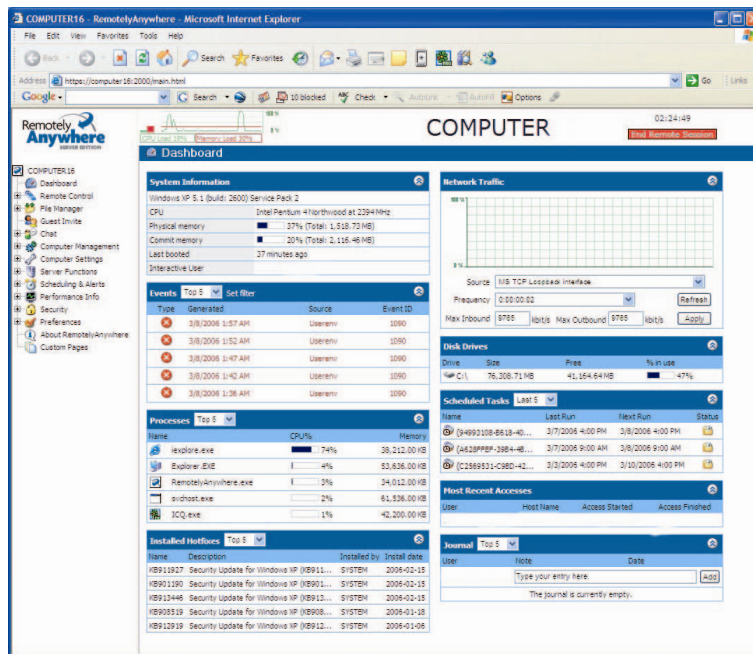 COMPUTER16 - RemotelyAnywhere - Microsoft Internet Explorer
File Edit View Favorites Tools Help
Back Search Favorites
Address https://computer16:2000/main.html Go Links
Google Search 10 blocked Check AutoLink AutoFill Options
Remotely Anywhere
SERVER EDITION
CPU Load 18% Memory Load 30%
100 %
1 %
COMPUTER
02:24:49
End Remote Session
Dashboard
COMPUTER16
Dashboard
Remote Control
File Manager
Guest Invite
Chat
Computer Management
Computer Settings
Server Functions
Scheduling & Alerts
Performance Info
Security
Preferences
About RemotelyAnywhere
Custom Pages
System Information
Windows XP 5.1 (build: 2600) Service Pack 2
CPU Intel Pentium 4 Northwood at 2394 MHz
Physical memory 37% (Total: 1,518.73 MB)
Commit memory 20% (Total: 2,116.46 MB)
Last booted 37 minutes ago
Interactive User
Events Top 5 Set filter
Type Generated Source Event ID
3/8/2006 1:57 AM Userenv 1090
3/8/2006 1:52 AM Userenv 1090
3/8/2006 1:47 AM Userenv 1090
3/8/2006 1:42 AM Userenv 1090
3/8/2006 1:36 AM Userenv 1090
Processes Top 5
Name CPU% Memory
iexplore.exe 74% 38,212.00 KB
Explorer.EXE 4% 53,636.00 KB
RemotelyAnywhere.exe 3% 34,012.00 KB
svchost.exe 2% 61,536.00 KB
ICQ.exe 1% 42,200.00 KB
Installed Hotfixes Top 5
Name Description Installed by Install date
KB911927 Security Update for Windows XP (KB911... SYSTEM 2006-02-15
KB901190 Security Update for Windows XP (KB901... SYSTEM 2006-02-15
KB913446 Security Update for Windows XP (KB913... SYSTEM 2006-02-15
KB908519 Security Update for Windows XP (KB908... SYSTEM 2006-01-18
KB912919 Security Update for Windows XP (KB912... SYSTEM 2006-01-06
Network Traffic
100 %
1 %
Source MS TCP Loopback interface
Frequency 0:00:00:02 Refresh
Max Inbound 9765 kbit/s Max Outbound 9765 kbit/s Apply
Disk Drives
Drive Size Free % in use
C:\ 76,308.71 MB 41,164.64 MB 47%
Scheduled Tasks Last 5
Name Last Run Next Run Status
{94993108-B618-40... 3/7/2006 4:00 PM 3/8/2006 4:00 PM
{A628FPEF-39B4-4B... 3/7/2006 9:00 AM 3/8/2006 9:00 AM
{C2569531-C98D-42... 3/3/2006 4:00 PM 3/10/2006 4:00 PM
Most Recent Accesses
User Host Name Access Started Access Finished
Journal Top 5
User Note Date
Type your entry here. Add
The journal is currently empty.